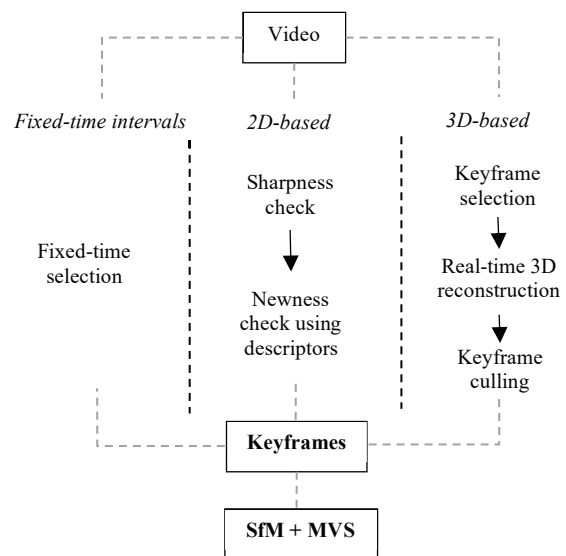 Video
Fixed-time intervals
2D-based
3D-based
Fixed-time
selection
Sharpness
check
Newness
check using
descriptors
Keyframe
selection
Real-time 3D
reconstruction
Keyframe
culling
Keyframes
SfM + MVS